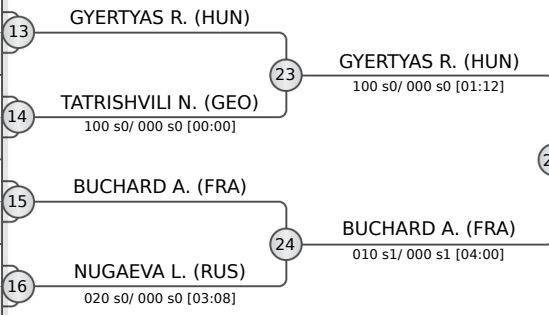 GYERTYAS R. (HUN)
13
23
GYERTYAS R. (HUN)
100 s0/ 000 s0 [01:12]
TATRISHVILI N. (GEO)
14
100 s0/ 000 s0 [00:00]
BUCHARD A. (FRA)
15
24
BUCHARD A. (FRA)
010 s1/ 000 s1 [04:00]
NUGAEVA L. (RUS)
16
020 s0/ 000 s0 [03:08]